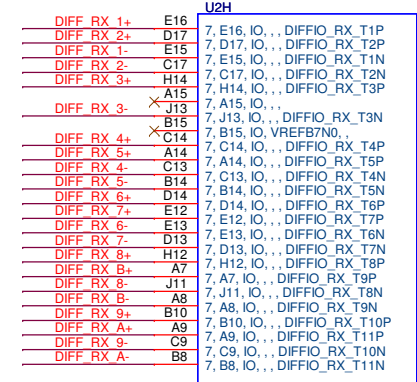 U2H
DIFF_RX_1+ E16 7, E16, IO, , , DIFFIO_RX_T1P
DIFF_RX_2+ D17 7, D17, IO, , , DIFFIO_RX_T2P
DIFF_RX_1- E15 7, E15, IO, , , DIFFIO_RX_T1N
DIFF_RX_2- C17 7, C17, IO, , , DIFFIO_RX_T2N
DIFF_RX_3+ H14 7, H14, IO, , , DIFFIO_RX_T3P
A15 7, A15, IO, , ,
DIFF_RX_3- J13 7, J13, IO, , , DIFFIO_RX_T3N
B15 7, B15, IO, VREFB7N0, ,
DIFF_RX_4+ C14 7, C14, IO, , , DIFFIO_RX_T4P
DIFF_RX_5+ A14 7, A14, IO, , , DIFFIO_RX_T5P
DIFF_RX_4- C13 7, C13, IO, , , DIFFIO_RX_T4N
DIFF_RX_5- B14 7, B14, IO, , , DIFFIO_RX_T5N
DIFF_RX_6+ D14 7, D14, IO, , , DIFFIO_RX_T6P
DIFF_RX_7+ E12 7, E12, IO, , , DIFFIO_RX_T7P
DIFF_RX_6- E13 7, E13, IO, , , DIFFIO_RX_T6N
DIFF_RX_7- D13 7, D13, IO, , , DIFFIO_RX_T7N
DIFF_RX_8+ H12 7, H12, IO, , , DIFFIO_RX_T8P
DIFF_RX_B+ A7 7, A7, IO, , , DIFFIO_RX_T9P
DIFF_RX_8- J11 7, J11, IO, , , DIFFIO_RX_T8N
DIFF_RX_B- A8 7, A8, IO, , , DIFFIO_RX_T9N
DIFF_RX_9+ B10 7, B10, IO, , , DIFFIO_RX_T10P
DIFF_RX_A+ A9 7, A9, IO, , , DIFFIO_RX_T11P
DIFF_RX_9- C9 7, C9, IO, , , DIFFIO_RX_T10N
DIFF_RX_A- B8 7, B8, IO, , , DIFFIO_RX_T11N